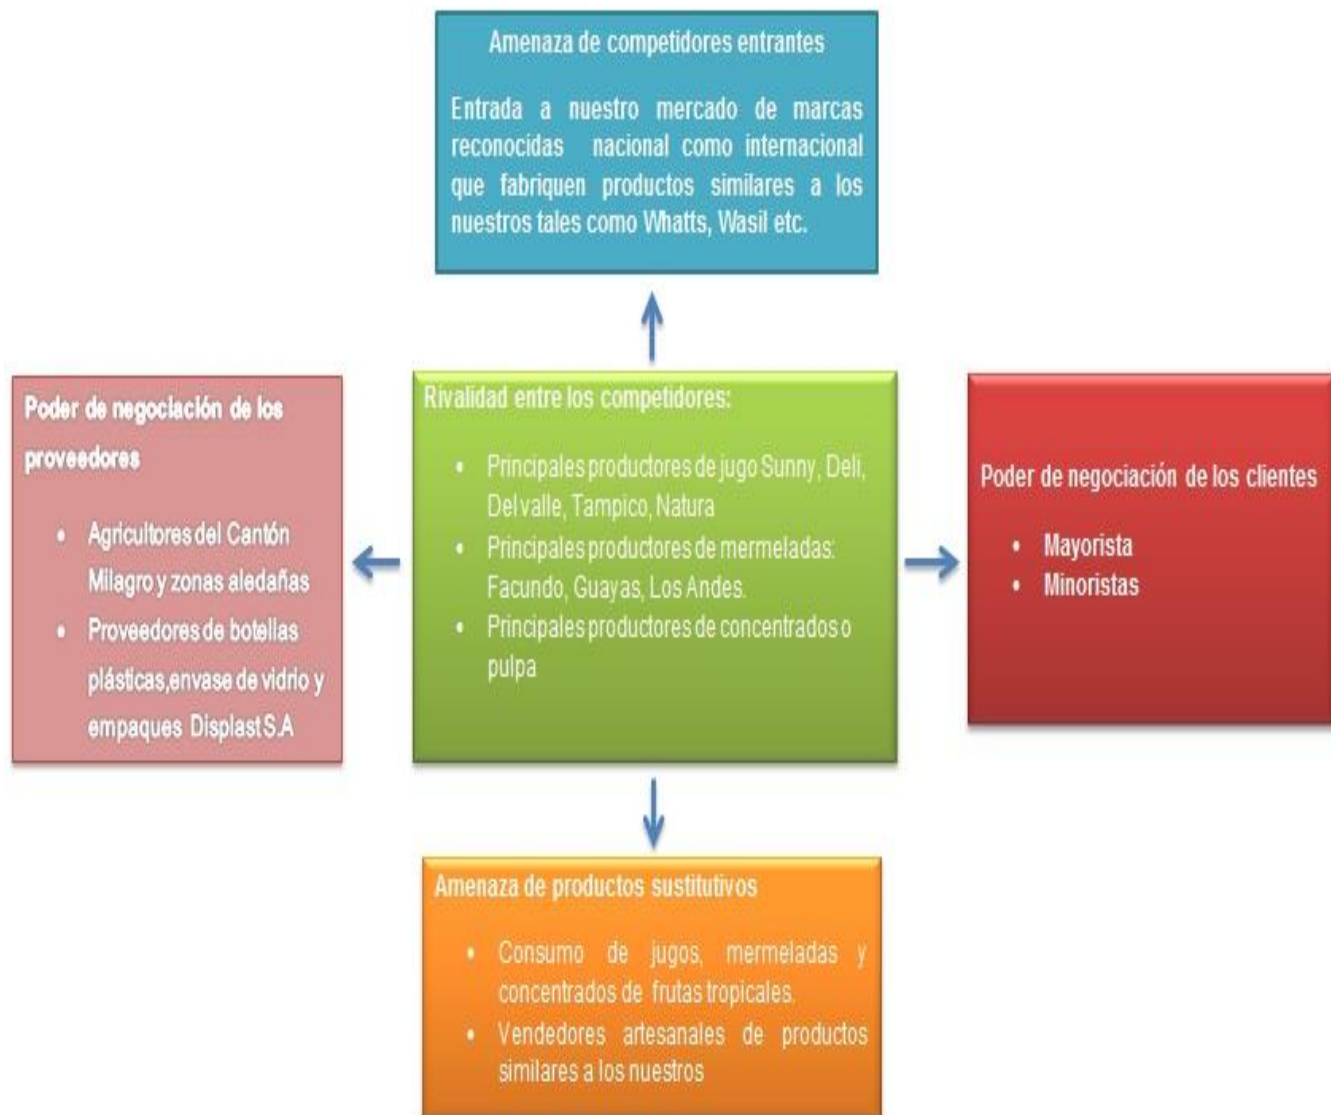 Amenaza de competidores entrantes
Entrada a nuestro mercado de marcas
reconocidas nacional como internacional
que fabriquen productos similares a los
nuestros tales como Whatts, Wasil etc.
Poder de negociación de los
proveedores
• Agricultores del Cantón
Milagro y zonas aledañas
• Proveedores de botellas
plásticas,envase de vidrio y
empaques Displast S.A
Rivalidad entre los competidores:
• Principales productores de jugo Sunny, Deli,
Delvalle, Tampico, Natura
• Principales productores de mermeladas:
Facundo, Guayas, Los Andes.
• Principales productores de concentrados o
pulpa
Poder de negociación de los clientes
• Mayorista
• Minoristas
Amenaza de productos sustitutivos
• Consumo de jugos, mermeladas y
concentrados de frutas tropicales.
• Vendedores artesanales de productos
similares a los nuestros